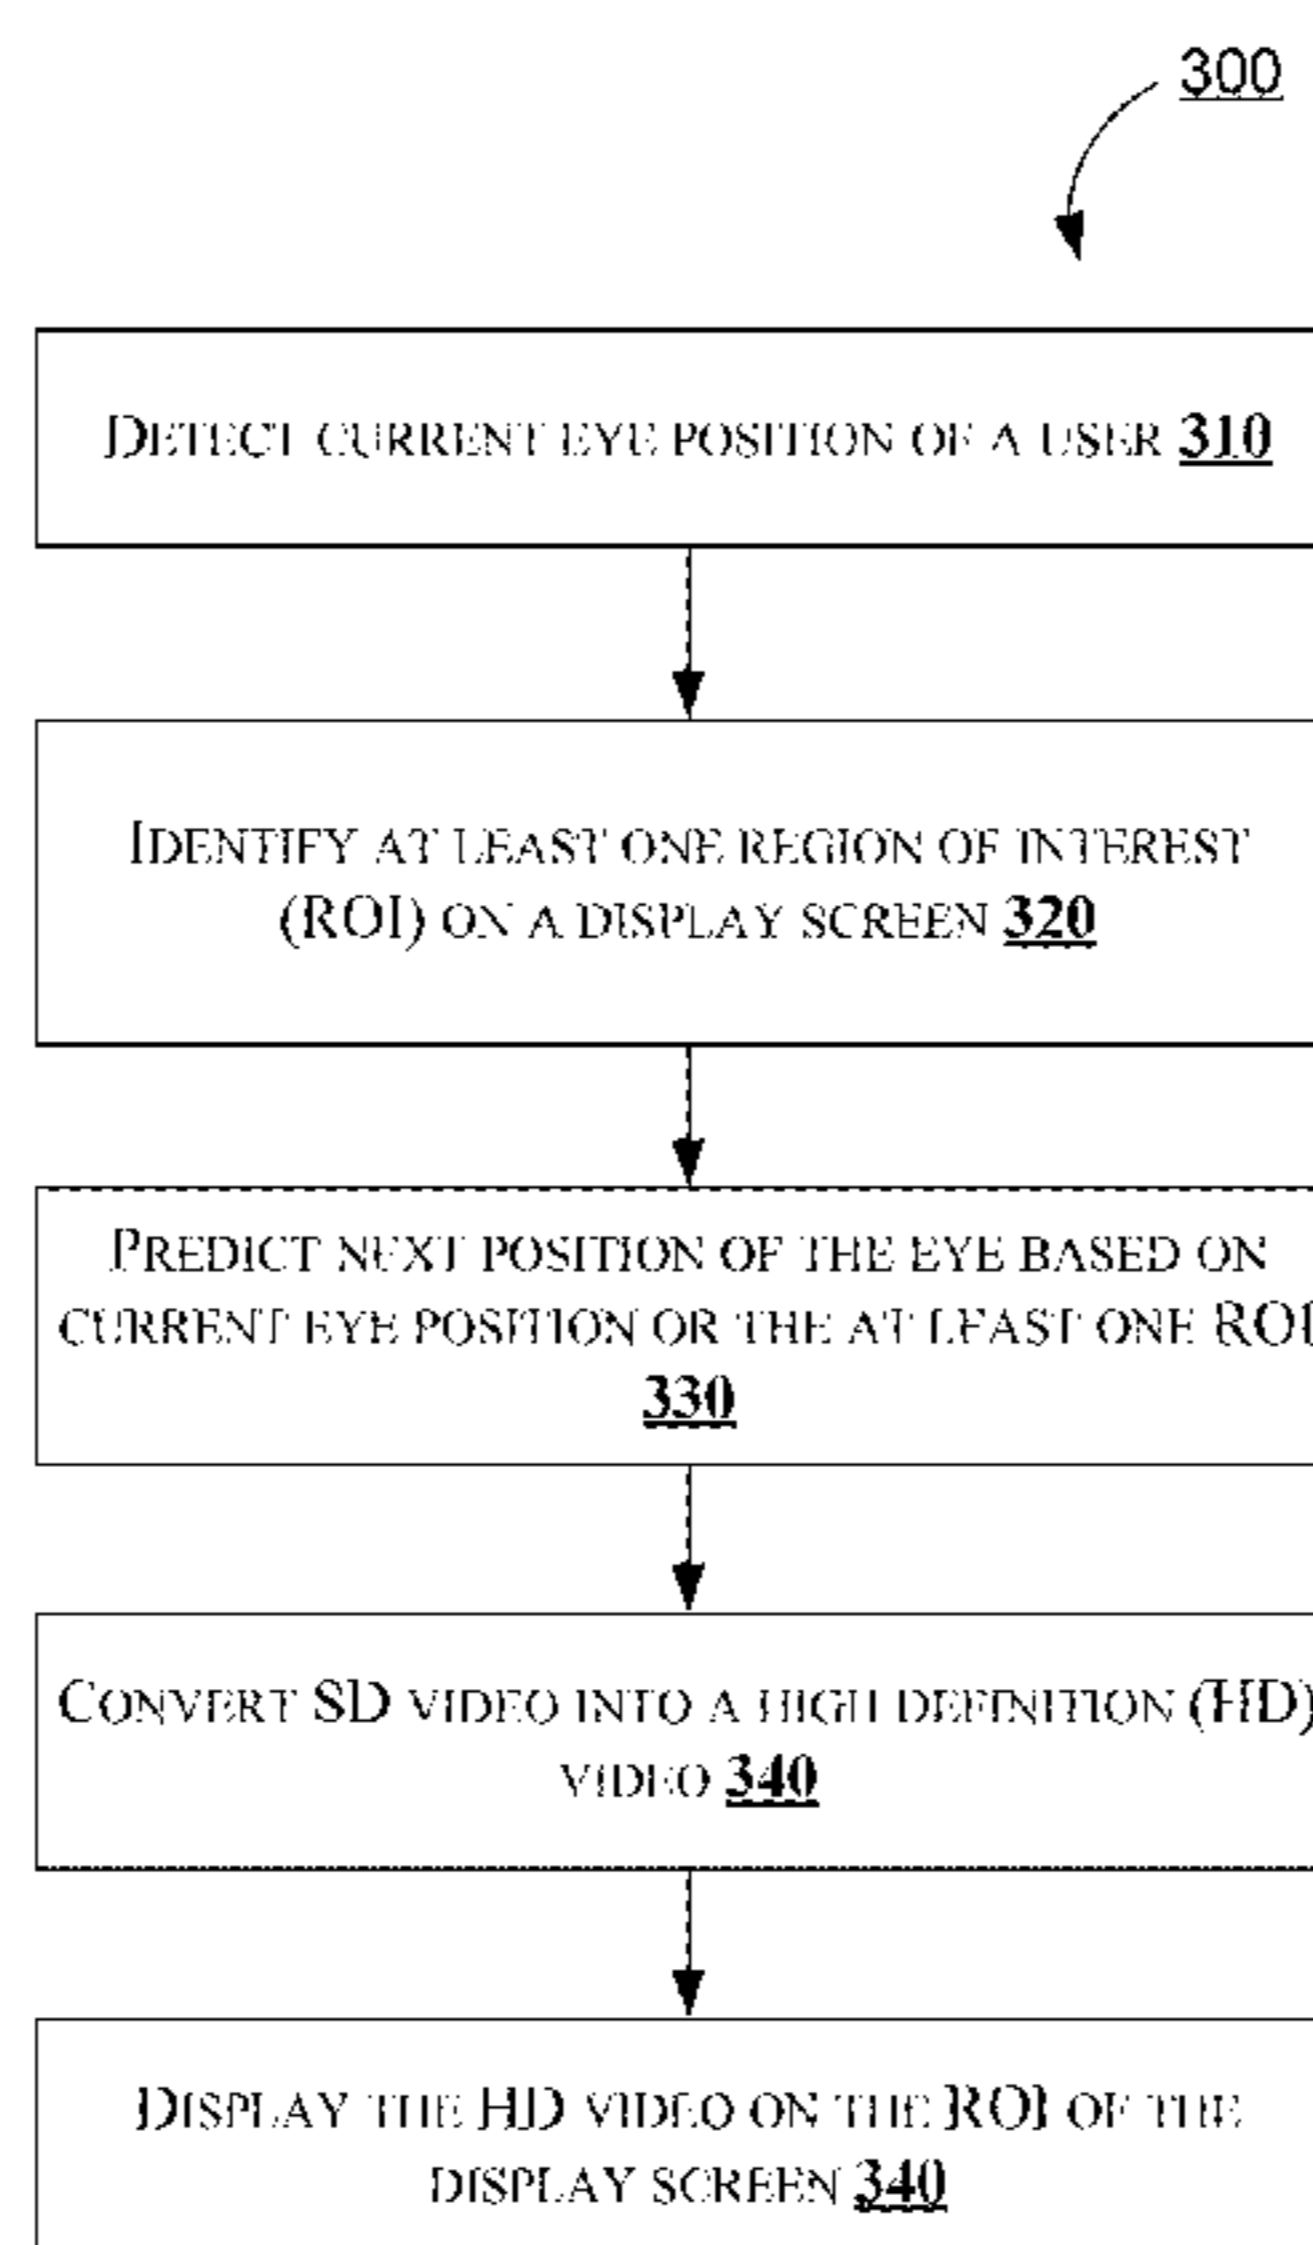 300
DETECT CURRENT EYE POSITION OF A USER 310
IDENTIFY AT LEAST ONE REGION OF INTEREST
(ROI) ON A DISPLAY SCREEN 320
PREDICT NEXT POSITION OF THE EYE BASED ON
CURRENT EYE POSITION OR THE AT LEAST ONE ROI
330
CONVERT SD VIDEO INTO A HIGH DEFINITION (HD)
VIDEO 340
DISPLAY THE HD VIDEO ON THE ROI OF THE
DISPLAY SCREEN 340